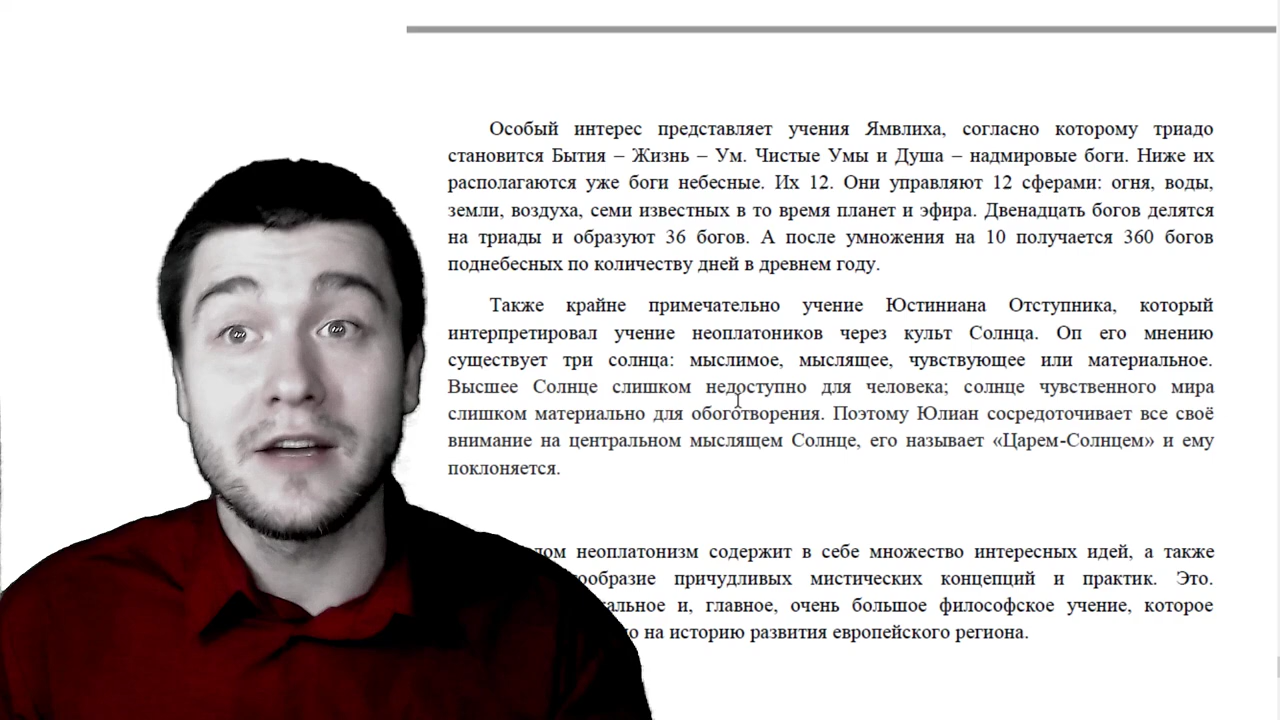 Особый интерес представляет учения Ямвлиха, согласно которому триадо
становится Бытия – Жизнь – Ум. Чистые Умы и Душа – надмировые боги. Ниже их
располагаются уже боги небесные. Их 12. Они управляют 12 сферами: огня, воды,
земли, воздуха, семи известных в то время планет и эфира. Двенадцать богов делятся
на триады и образуют 36 богов. А после умножения на 10 получается 360 богов
поднебесных по количеству дней в древнем году.
Также крайне примечательно учение Юстиниана Отступника, который
интерпретировал учение неоплатоников через культ Солнца. Оп его мнению
существует три солнца: мыслимое, мыслящее, чувствующее или материальное.
Высшее Солнце слишком недоступно для человека; солнце чувственного мира
слишком материально для обоготворения. Поэтому Юлиан сосредоточивает все своё
внимание на центральном мыслящем Солнце, его называет «Царем-Солнцем» и ему
поклоняется.
неоплатонизм содержит в себе множество интересных идей, а также
причудливых мистических концепций и практик. Это.
и, главное, очень большое философское учение, которое
на историю развития европейского региона.